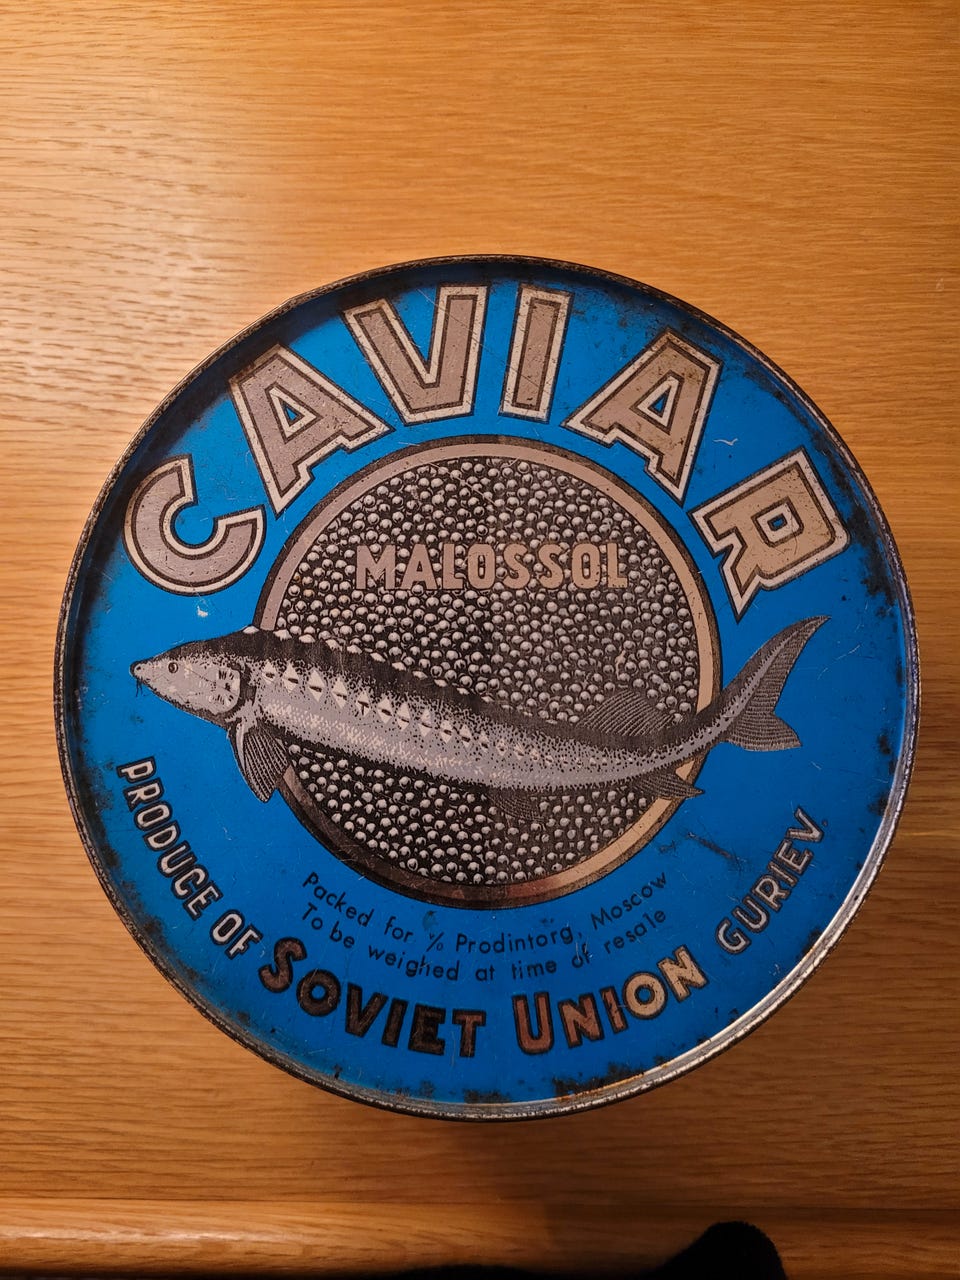 CAVIAR
MALOSSOL
Packed for % Prodintorg, Moscow
To be weighed at time of resale
PRODUCE OF SOVIET UNION GURIEV